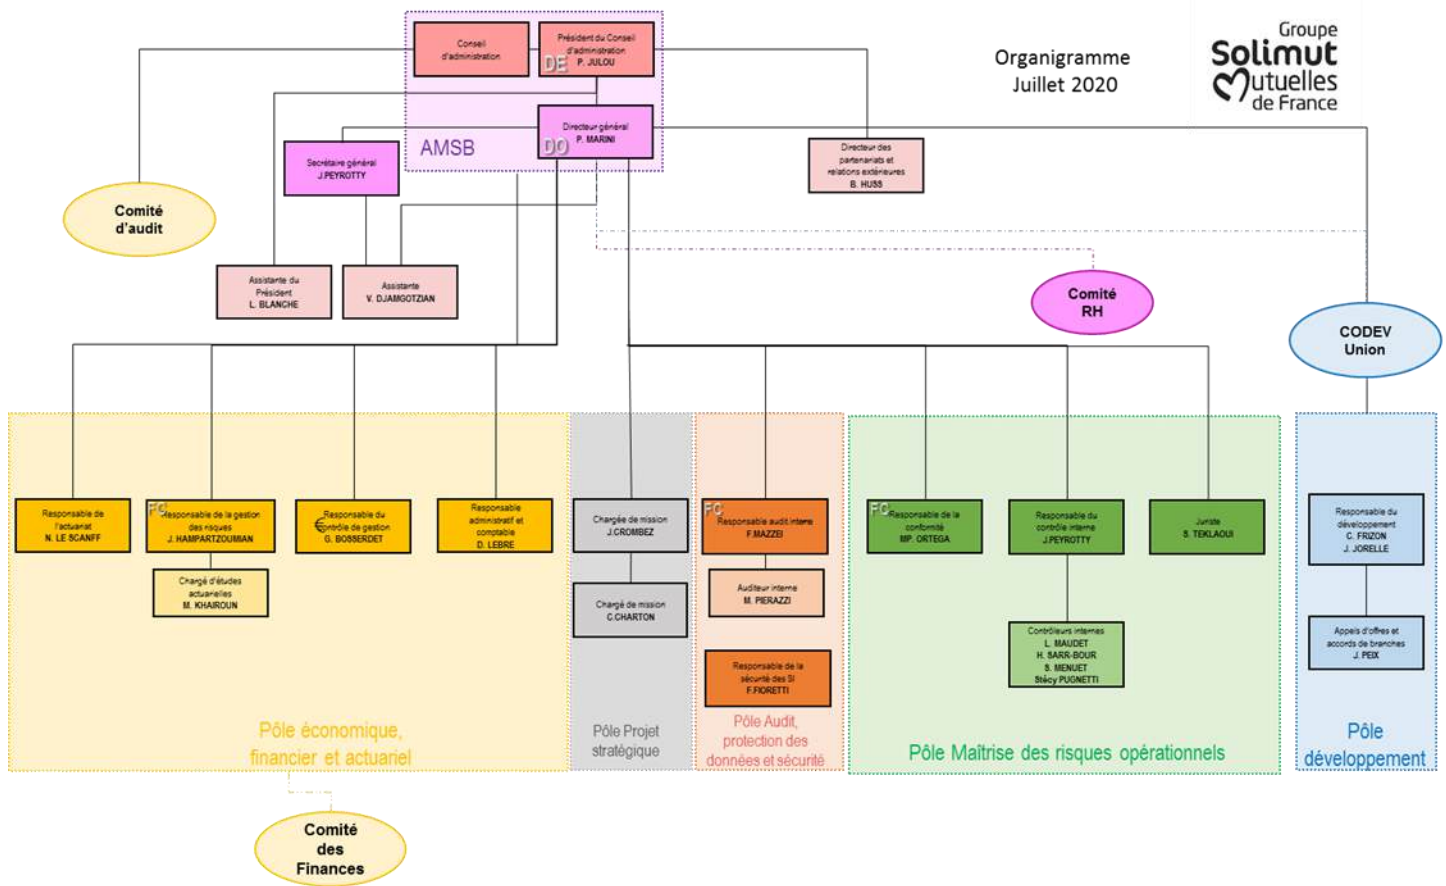 Organigramme
Juillet 2020
Groupe
Solimut
Mutuelles
de France
Conseil
d'administration
Président du Conseil
d'administration
P. JULOU
DE
Directeur général
P. MARINI
DO
AMSB
Secrétaire général
J.PEYROTTY
Directeur des
partenariats et
relations extérieures
B. HUSS
Comité
d'audit
Assistante du
Président
L. BLANCHE
Assistante
V. DJAMGOTZIAN
Comité
RH
CODEV
Union
Responsable de
l'actuariat
N. LE SCANFF
FC
Responsable de la gestion
des risques
J. HAMPARTZOUMIAN
Chargé d'études
actuarielles
M. KHAIROUN
Responsable du
€
contrôle de gestion
G. BOSSERDET
Responsable
administratif et
comptable
D. LEBRE
Chargée de mission
J.CROMBEZ
Chargé de mission
C.CHARTON
FC
Responsable audit interne
F.MAZZEI
Auditeur interne
M. PIERAZZI
Responsable de la
sécurité des SI
F.FIORETTI
FC
Responsable de la
conformité
MP. ORTEGA
Responsable du
contrôle interne
J.PEYROTTY
Contrôleurs internes
L. MAUDET
H. SARR-BOUR
S. MENUET
Stécy PUGNETTI
Juriste
S. TEKLAOUI
Responsable du
développement
C. FRIZON
J. JORELLE
Appels d'offres et
accords de branches
J. PEIX
Pôle économique,
financier et actuariel
Pôle Projet
stratégique
Pôle Audit,
protection des
données et sécurité
Pôle Maîtrise des risques opérationnels
Pôle
développement
Comité
des
Finances